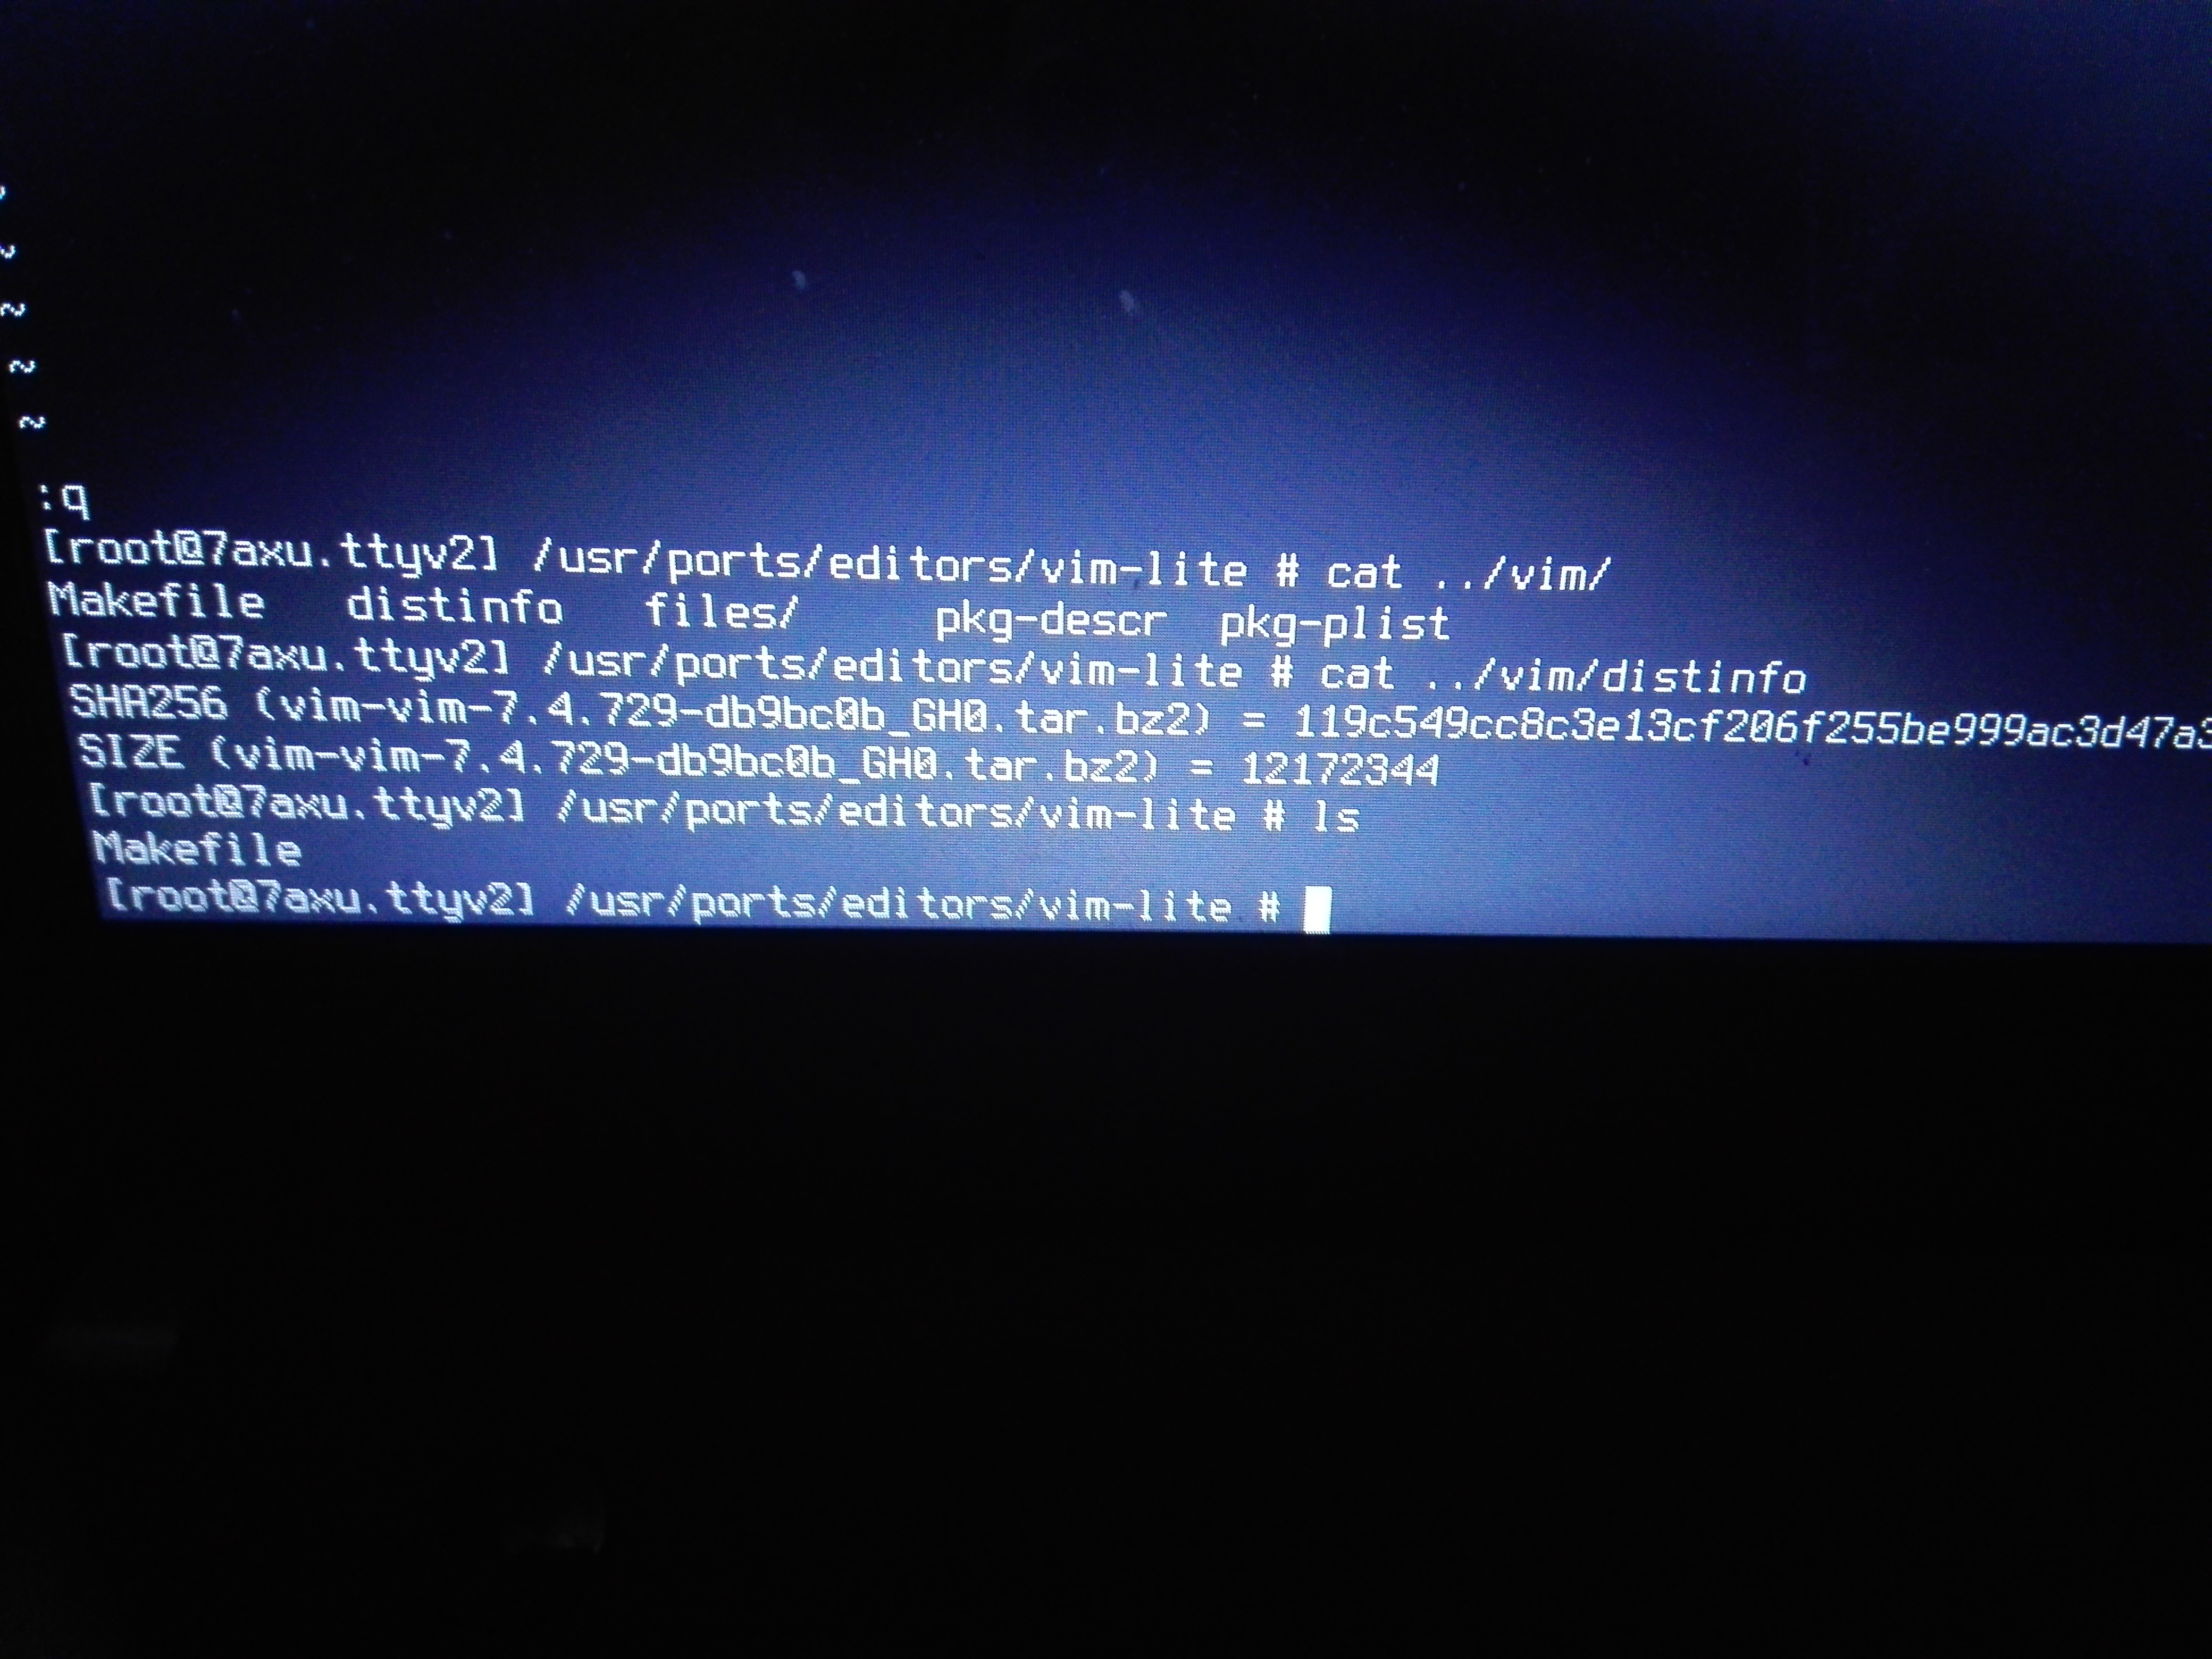 ~
~
~
~
~
:q
[root@7axu.ttyv2] /usr/ports/editors/vim-lite # cat ../vim/
Makefile distinfo files/ pkg-descr pkg-plist
[root@7axu.ttyv2] /usr/ports/editors/vim-lite # cat ../vim/distinfo
SHA256 (vim-vim-7.4.729-db9bc0b_GH0.tar.bz2) = 119c549cc8c3e13cf206f255be999ac3d47a3
SIZE (vim-vim-7.4.729-db9bc0b_GH0.tar.bz2) = 12172344
[root@7axu.ttyv2] /usr/ports/editors/vim-lite # ls
Makefile
[root@7axu.ttyv2] /usr/ports/editors/vim-lite #